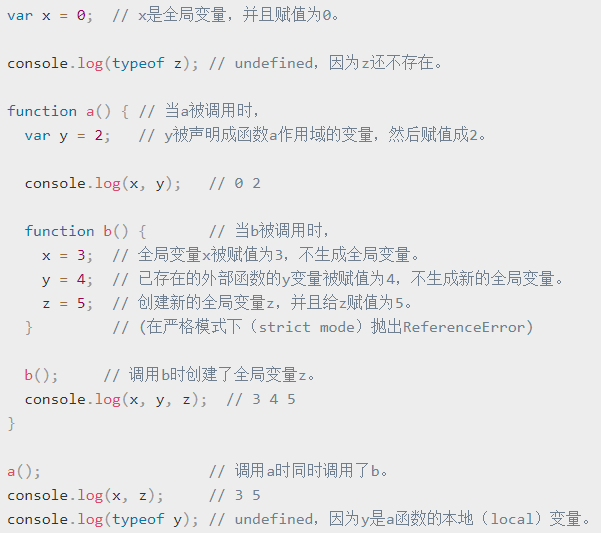 var x = 0;  // x是全局变量，并且赋值为0。
console.log(typeof z); // undefined，因为z还不存在。
function a() { // 当a被调用时，
  var y = 2;   // y被声明成函数a作用域的变量，然后赋值成2。
  console.log(x, y);   // 0 2
  function b() {       // 当b被调用时，
    x = 3;  // 全局变量x被赋值为3，不生成全局变量。
    y = 4;  // 已存在的外部函数的y变量被赋值为4，不生成新的全局变量。
    z = 5;  // 创建新的全局变量z，并且给z赋值为5。
  }         // (在严格模式下（strict mode）抛出ReferenceError)
  b();     // 调用b时创建了全局变量z。
  console.log(x, y, z);  // 3 4 5
}
a();                   // 调用a时同时调用了b。
console.log(x, z);     // 3 5
console.log(typeof y); // undefined，因为y是a函数的本地（local）变量。